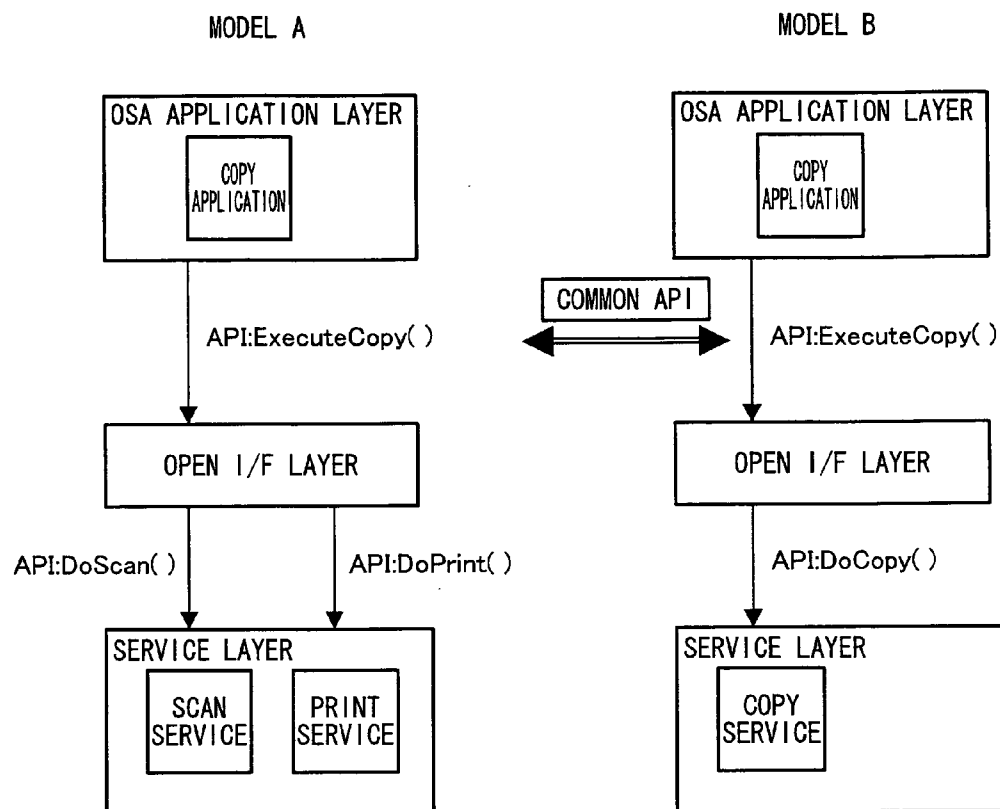 MODEL A
MODEL B
OSA APPLICATION LAYER
COPY
APPLICATION
OSA APPLICATION LAYER
COPY
APPLICATION
API:ExecuteCopy( )
COMMON API
API:ExecuteCopy( )
OPEN I/F LAYER
OPEN I/F LAYER
API:DoScan( )
API:DoPrint( )
API:DoCopy( )
SERVICE LAYER
SCAN
SERVICE
PRINT
SERVICE
SERVICE LAYER
COPY
SERVICE